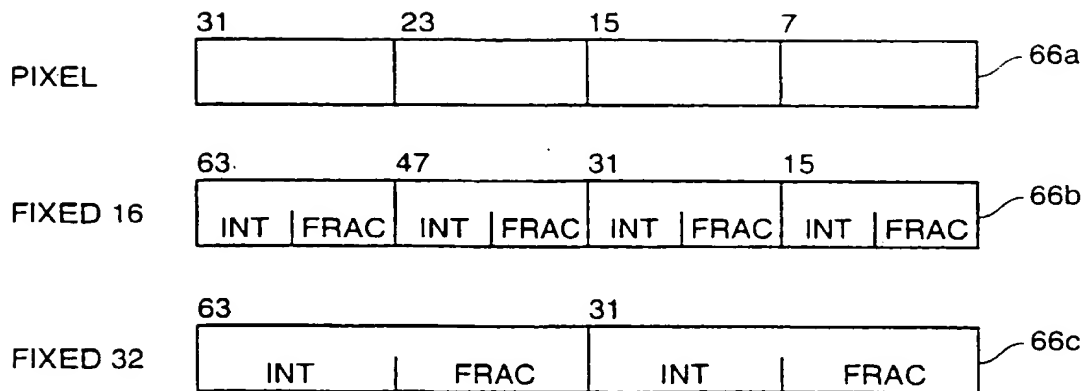 31 23 15 7
PIXEL 66a
63 47 31 15
FIXED 16 INT FRAC INT FRAC INT FRAC INT FRAC 66b
63 31
FIXED 32 INT FRAC INT FRAC 66c